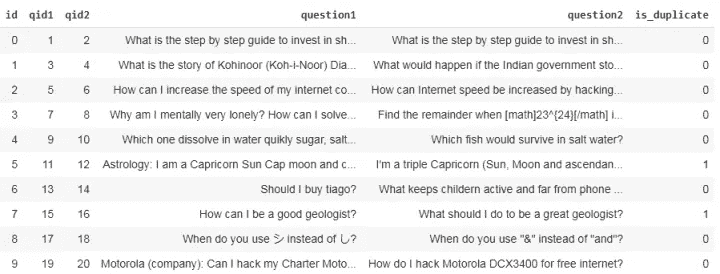 id qid1 qid2 question1 question2 is_duplicate
0 1 2 What is the step by step guide to invest in sh... What is the step by step guide to invest in sh... 0
1 3 4 What is the story of Kohinoor (Koh-i-Noor) Dia... What would happen if the Indian government sto... 0
2 5 6 How can I increase the speed of my internet co... How can Internet speed be increased by hacking... 0
3 7 8 Why am I mentally very lonely? How can I solve... Find the remainder when [math]23^{24}[/math] i... 0
4 9 10 Which one dissolve in water quikly sugar, salt... Which fish would survive in salt water? 0
5 11 12 Astrology: I am a Capricorn Sun Cap moon and c... I'm a triple Capricorn (Sun, Moon and ascendan... 1
6 13 14 Should I buy tiago? What keeps childern active and far from phone ... 0
7 15 16 How can I be a good geologist? What should I do to be a great geologist? 1
8 17 18 When do you use シ instead of し? When do you use "&" instead of "and"? 0
9 19 20 Motorola (company): Can I hack my Charter Moto... How do I hack Motorola DCX3400 for free internet? 0